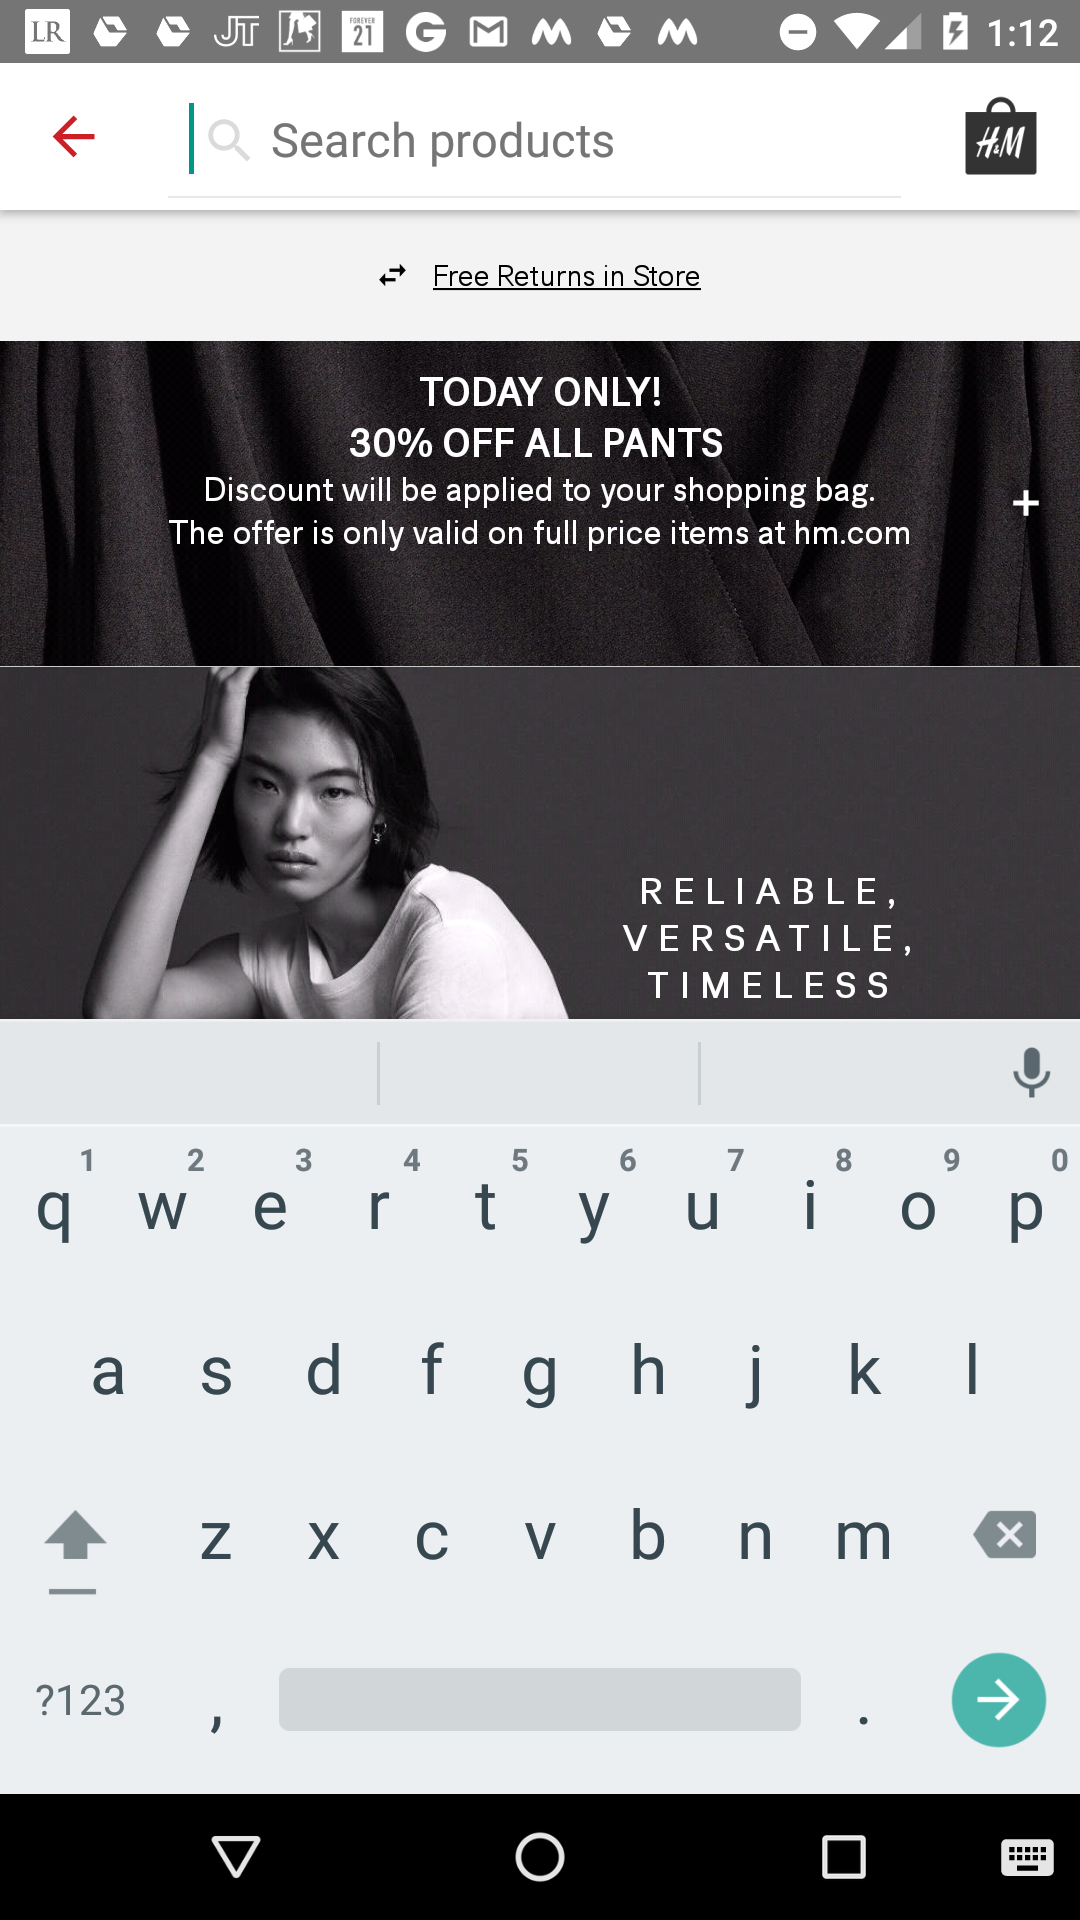 LR JT FOREVER 21 G 1:12
Search products
H&M
Free Returns in Store
TODAY ONLY!
30% OFF ALL PANTS
Discount will be applied to your shopping bag.
The offer is only valid on full price items at hm.com
+
RELIABLE,
VERSATILE,
TIMELESS
1 2 3 4 5 6 7 8 9 0
q w e r t y u i o p
a s d f g h j k l
z x c v b n m
?123 , .